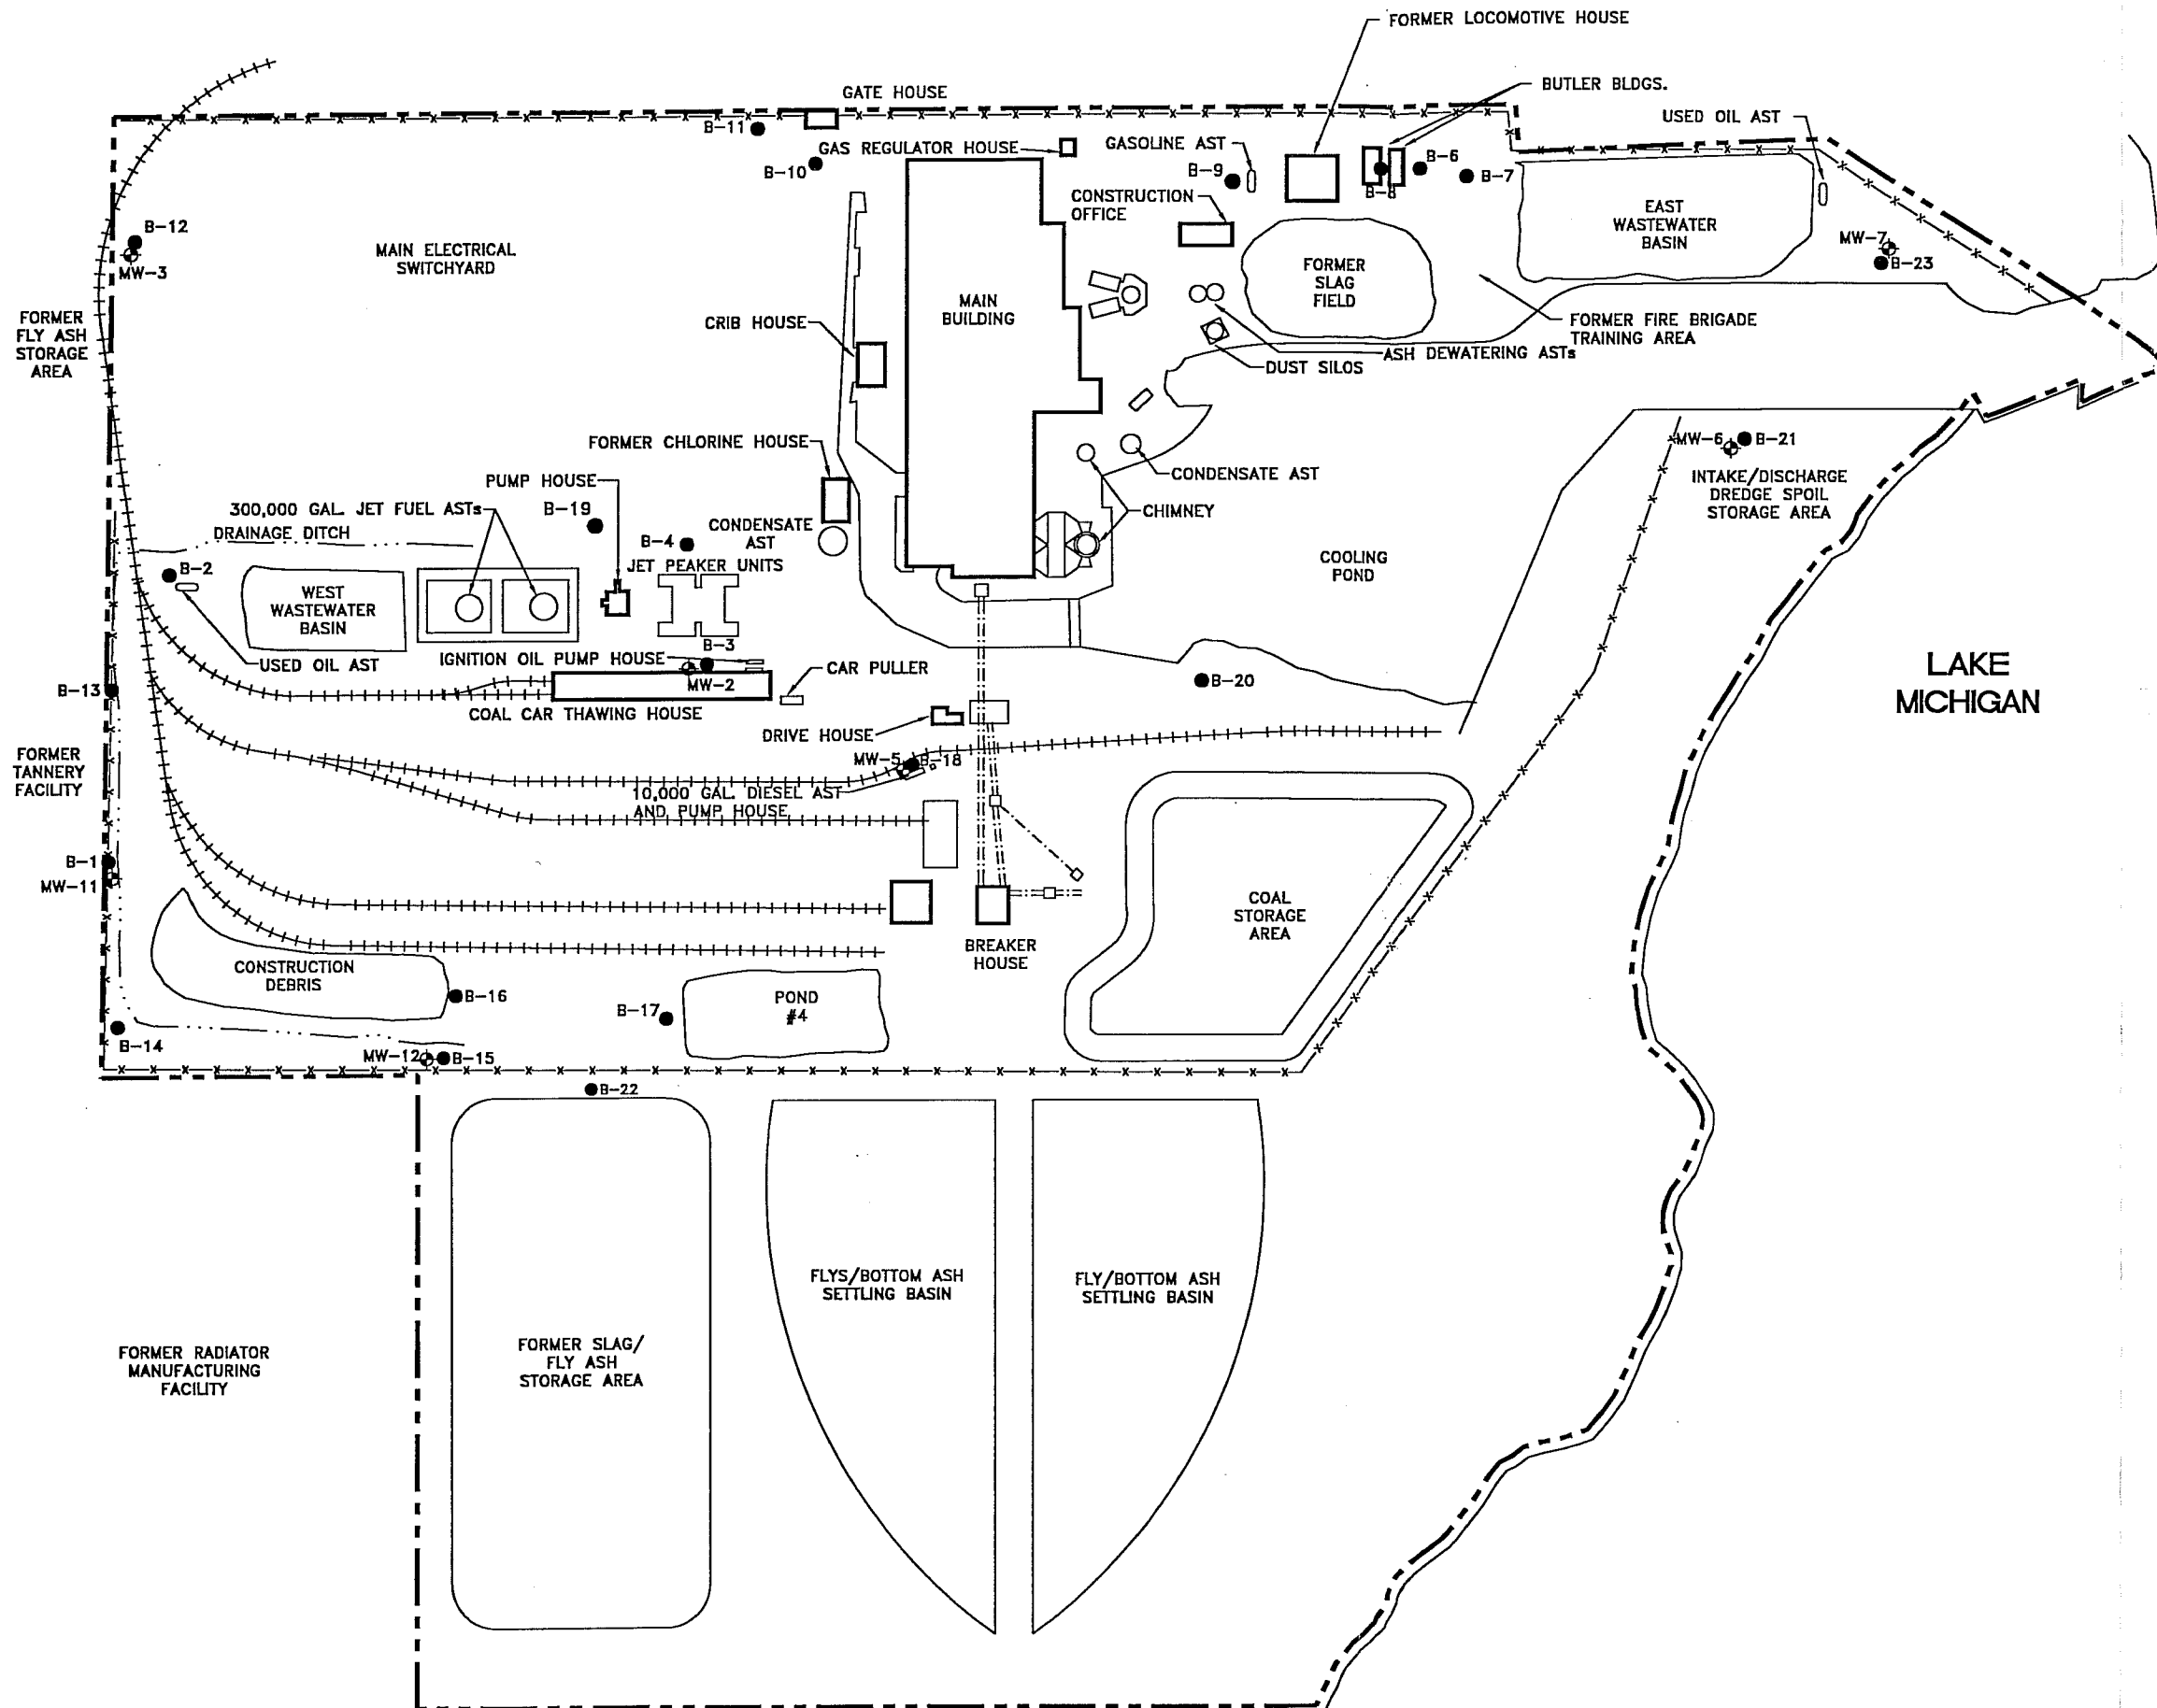 FORMER LOCOMOTIVE HOUSE
BUTLER BLDGS.
GATE HOUSE
USED OIL AST
B-11
GAS REGULATOR HOUSE
GASOLINE AST
B-10
B-9
B-6
B-7
B-8
CONSTRUCTION
OFFICE
EAST
WASTEWATER
BASIN
B-12
MW-3
MAIN ELECTRICAL
SWITCHYARD
MW-7
B-23
FORMER
SLAG
FIELD
MAIN
BUILDING
FORMER
FLY ASH
STORAGE
AREA
CRIB HOUSE
FORMER FIRE BRIGADE
TRAINING AREA
ASH DEWATERING ASTs
DUST SILOS
FORMER CHLORINE HOUSE
MW-6
B-21
CONDENSATE AST
INTAKE/DISCHARGE
DREDGE SPOIL
STORAGE AREA
PUMP HOUSE
300,000 GAL. JET FUEL ASTs
B-19
CHIMNEY
DRAINAGE DITCH
CONDENSATE
AST
B-4
JET PEAKER UNITS
COOLING
POND
B-2
WEST
WASTEWATER
BASIN
B-3
USED OIL AST
IGNITION OIL PUMP HOUSE
CAR PULLER
MW-2
B-20
B-13
COAL CAR THAWING HOUSE
LAKE
MICHIGAN
DRIVE HOUSE
FORMER
TANNERY
FACILITY
MW-5
B-18
10,000 GAL. DIESEL AST
AND PUMP HOUSE
B-1
MW-11
COAL
STORAGE
AREA
BREAKER
HOUSE
CONSTRUCTION
DEBRIS
B-16
POND
#4
B-17
B-14
MW-12
B-15
B-22
FLYS/BOTTOM ASH
SETTLING BASIN
FLY/BOTTOM ASH
SETTLING BASIN
FORMER SLAG/
FLY ASH
STORAGE AREA
FORMER RADIATOR
MANUFACTURING
FACILITY